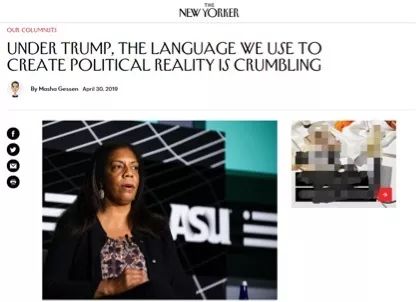 THE
NEW YORKER
OUR COLUMNISTS
UNDER TRUMP, THE LANGUAGE WE USE TO
CREATE POLITICAL REALITY IS CRUMBLING
By Masha Gessen April 30, 2019
ASU